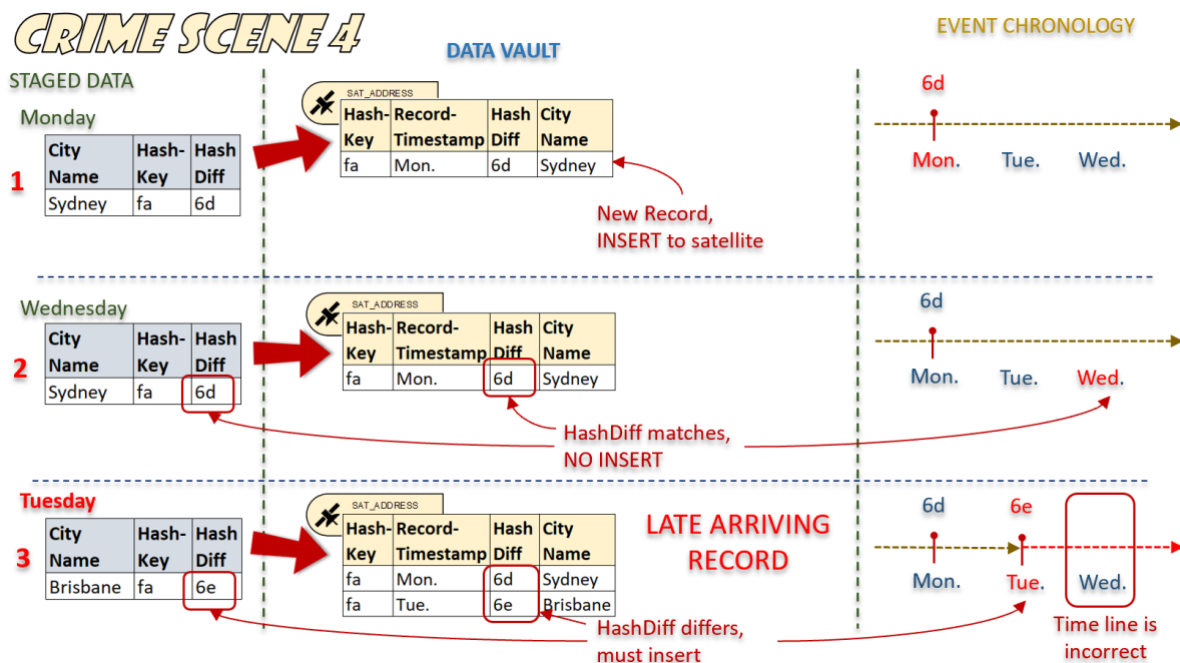 CRIME SCENE 4
DATA VAULT
EVENT CHRONOLOGY
STAGED DATA
Monday
1
City Name | Hash-Key | Hash Diff
Sydney | fa | 6d
SAT_ADDRESS
Hash-Key | Record-Timestamp | Hash Diff | City Name
fa | Mon. | 6d | Sydney
New Record,
INSERT to satellite
6d
Mon. Tue. Wed.
Wednesday
2
City Name | Hash-Key | Hash Diff
Sydney | fa | 6d
SAT_ADDRESS
Hash-Key | Record-Timestamp | Hash Diff | City Name
fa | Mon. | 6d | Sydney
HashDiff matches,
NO INSERT
6d
Mon. Tue. Wed.
Tuesday
3
City Name | Hash-Key | Hash Diff
Brisbane | fa | 6e
SAT_ADDRESS
Hash-Key | Record-Timestamp | Hash Diff | City Name
fa | Mon. | 6d | Sydney
fa | Tue. | 6e | Brisbane
HashDiff differs,
must insert
LATE ARRIVING
RECORD
6d 6e
Mon. Tue. Wed.
Time line is
incorrect